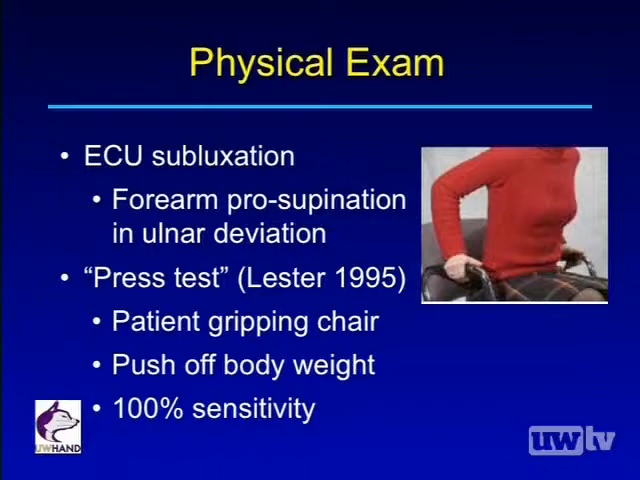 Physical Exam
• ECU subluxation
• Forearm pro-supination
in ulnar deviation
• “Press test” (Lester 1995)
• Patient gripping chair
• Push off body weight
• 100% sensitivity
UWHAND
uwtv